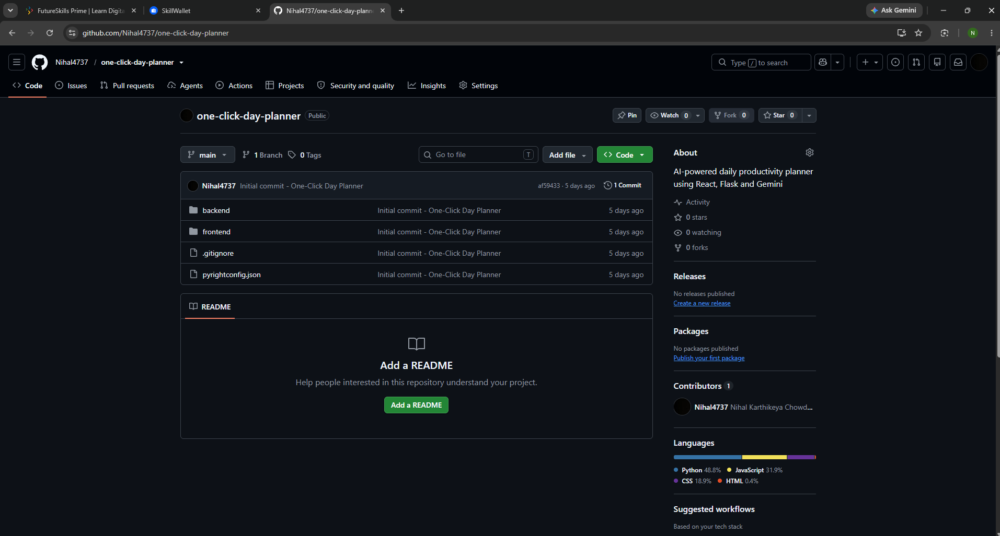 FutureSkills Prime | Learn Digita
SkillWallet
Nihal4737/one-click-day-plann
Ask Gemini
github.com/Nihal4737/one-click-day-planner
N
Nihal4737 / one-click-day-planner
Type / to search
Code Issues Pull requests Agents Actions Projects Security and quality Insights Settings
one-click-day-planner Public
Pin Watch 0 Fork 0 Star 0
main 1 Branch 0 Tags Go to file T Add file Code
Nihal4737 Initial commit - One-Click Day Planner af59433 · 5 days ago 1 Commit
backend Initial commit - One-Click Day Planner 5 days ago
frontend Initial commit - One-Click Day Planner 5 days ago
.gitignore Initial commit - One-Click Day Planner 5 days ago
pyrightconfig.json Initial commit - One-Click Day Planner 5 days ago
README
Add a README
Help people interested in this repository understand your project.
Add a README
About
AI-powered daily productivity planner
using React, Flask and Gemini
Activity
0 stars
0 watching
0 forks
Releases
No releases published
Create a new release
Packages
No packages published
Publish your first package
Contributors 1
Nihal4737 Nihal Karthikeya Chowd...
Languages
Python 48.8% JavaScript 31.9%
CSS 18.9% HTML 0.4%
Suggested workflows
Based on your tech stack